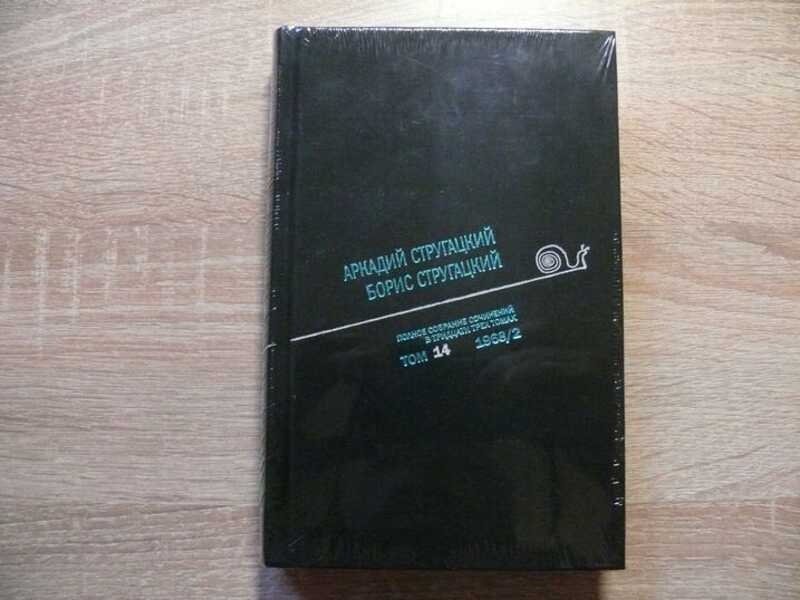 АРКАДИЙ СТРУГАЦКИЙ
БОРИС СТРУГАЦКИЙ
ПОЛНОЕ СОБРАНИЕ СОЧИНЕНИЙ
В ТРИДЦАТИ ТРЕХ ТОМАХ
ТОМ 14 1968/2